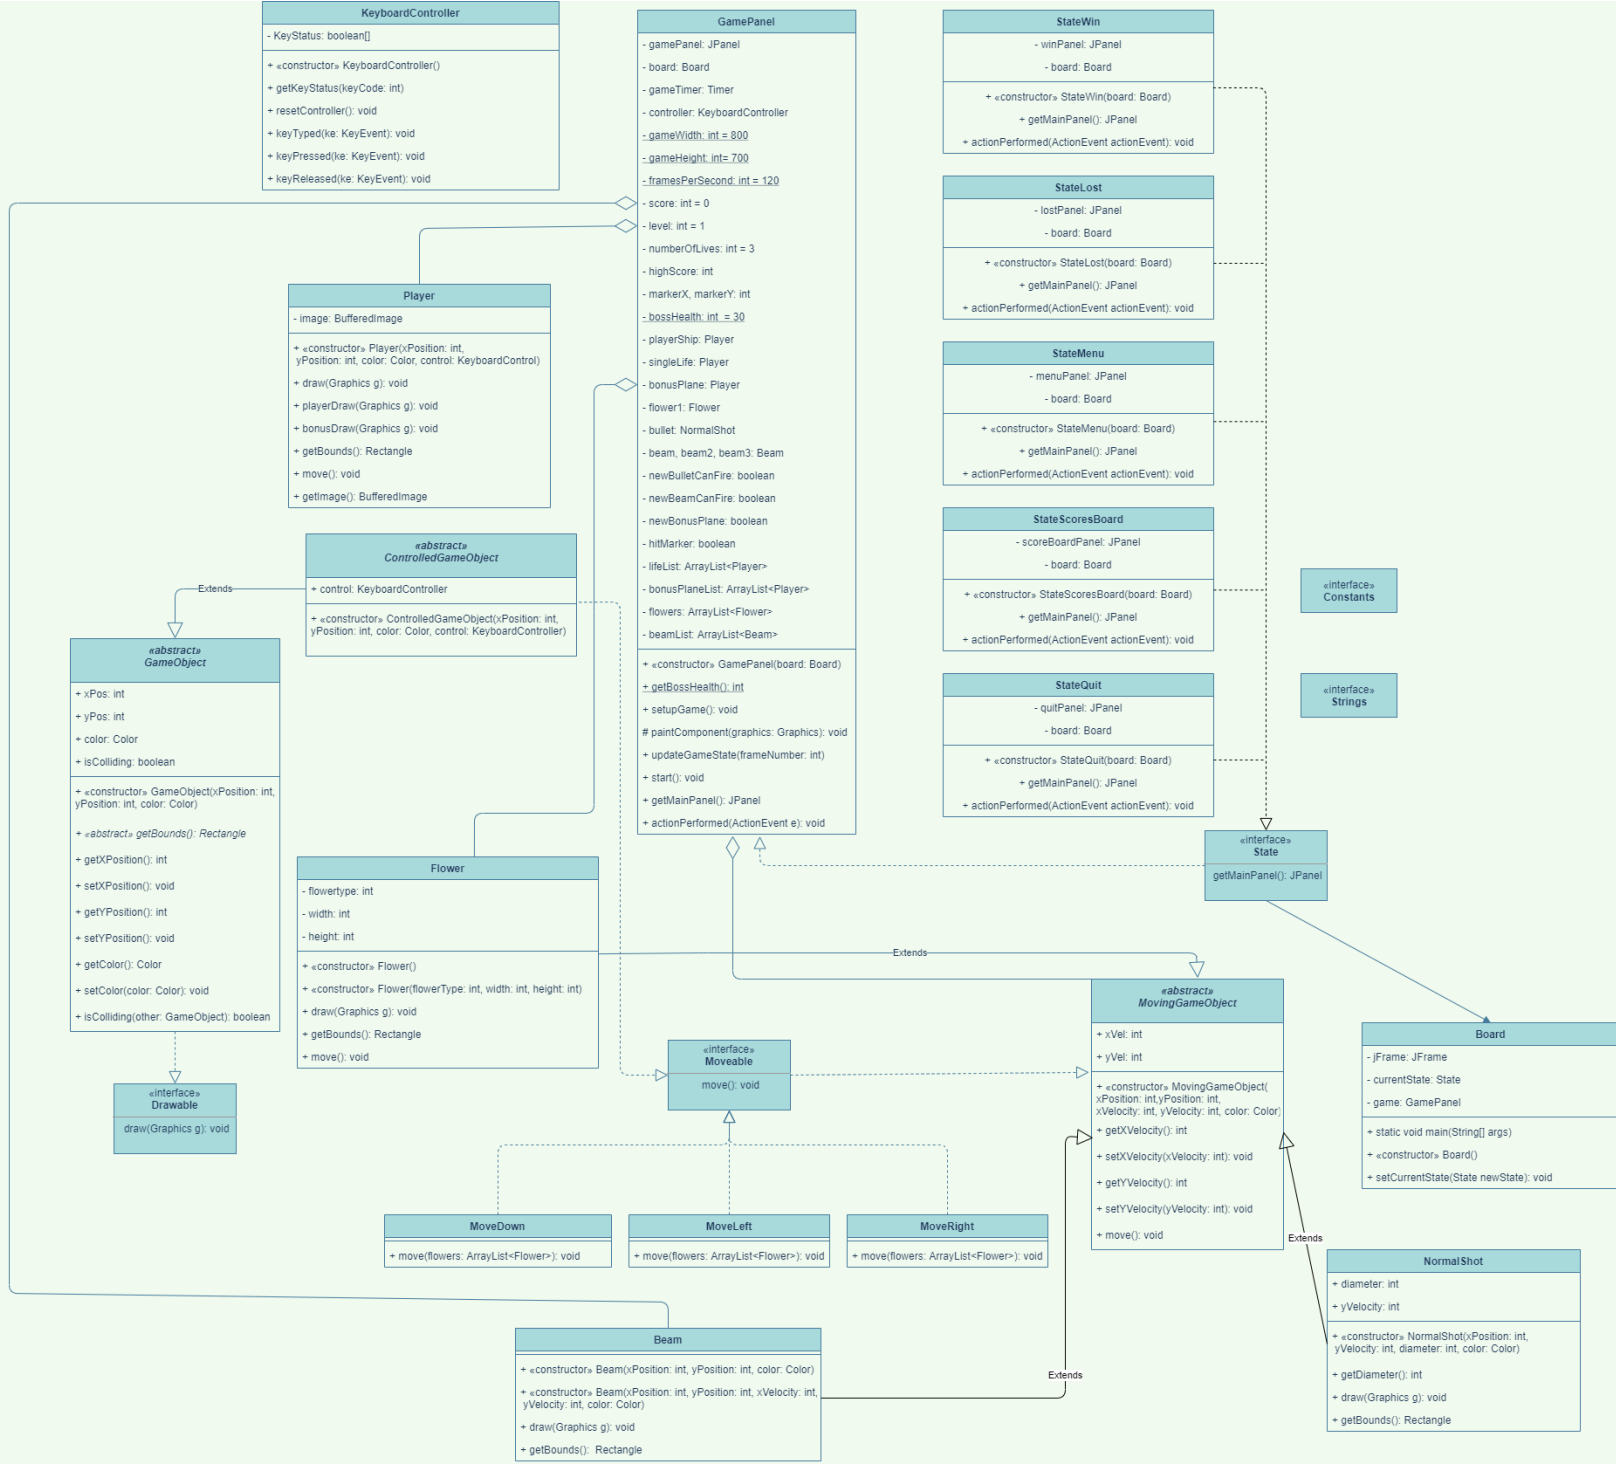 KeyboardController
- KeyStatus: boolean[]
+ «constructor» KeyboardController()
+ getKeyStatus(keyCode: int)
+ resetController(): void
+ keyTyped(ke: KeyEvent): void
+ keyPressed(ke: KeyEvent): void
+ keyReleased(ke: KeyEvent): void
Player
- image: BufferedImage
+ «constructor» Player(xPosition: int,
yPosition: int, color: Color, control: KeyboardControl)
+ draw(Graphics g): void
+ playerDraw(Graphics g): void
+ bonusDraw(Graphics g): void
+ getBounds(): Rectangle
+ move(): void
+ getImage(): BufferedImage
«abstract»
ControlledGameObject
+ control: KeyboardController
+ «constructor» ControlledGameObject(xPosition: int,
yPosition: int, color: Color, control: KeyboardController)
Extends
«abstract»
GameObject
+ xPos: int
+ yPos: int
+ color: Color
+ isColliding: boolean
+ «constructor» GameObject(xPosition: int,
yPosition: int, color: Color)
+ «abstract» getBounds(): Rectangle
+ getXPosition(): int
+ setXPosition(): void
+ getYPosition(): int
+ setYPosition(): void
+ getColor(): Color
+ setColor(color: Color): void
+ isColliding(other: GameObject): boolean
«interface»
Drawable
draw(Graphics g): void
GamePanel
- gamePanel: JPanel
- board: Board
- gameTimer: Timer
- controller: KeyboardController
- gameWidth: int = 800
- gameHeight: int= 700
- framesPerSecond: int = 120
- score: int = 0
- level: int = 1
- numberOfLives: int = 3
- highScore: int
- markerX, markerY: int
- bossHealth: int  = 30
- playerShip: Player
- singleLife: Player
- bonusPlane: Player
- flower1: Flower
- bullet: NormalShot
- beam, beam2, beam3: Beam
- newBulletCanFire: boolean
- newBeamCanFire: boolean
- newBonusPlane: boolean
- hitMarker: boolean
- lifeList: ArrayList<Player>
- bonusPlaneList: ArrayList<Player>
- flowers: ArrayList<Flower>
- beamList: ArrayList<Beam>
+ «constructor» GamePanel(board: Board)
+ getBossHealth(): int
+ setupGame(): void
# paintComponent(graphics: Graphics): void
+ updateGameState(frameNumber: int)
+ start(): void
+ getMainPanel(): JPanel
+ actionPerformed(ActionEvent e): void
StateWin
- winPanel: JPanel
- board: Board
+ «constructor» StateWin(board: Board)
+ getMainPanel(): JPanel
+ actionPerformed(ActionEvent actionEvent): void
StateLost
- lostPanel: JPanel
- board: Board
+ «constructor» StateLost(board: Board)
+ getMainPanel(): JPanel
+ actionPerformed(ActionEvent actionEvent): void
StateMenu
- menuPanel: JPanel
- board: Board
+ «constructor» StateMenu(board: Board)
+ getMainPanel(): JPanel
+ actionPerformed(ActionEvent actionEvent): void
StateScoresBoard
- scoreBoardPanel: JPanel
- board: Board
+ «constructor» StateScoresBoard(board: Board)
+ getMainPanel(): JPanel
+ actionPerformed(ActionEvent actionEvent): void
StateQuit
- quitPanel: JPanel
- board: Board
+ «constructor» StateQuit(board: Board)
+ getMainPanel(): JPanel
+ actionPerformed(ActionEvent actionEvent): void
«interface»
Constants
«interface»
Strings
«interface»
State
getMainPanel(): JPanel
Flower
- flowertype: int
- width: int
- height: int
+ «constructor» Flower()
+ «constructor» Flower(flowerType: int, width: int, height: int)
+ draw(Graphics g): void
+ getBounds(): Rectangle
+ move(): void
Extends
«interface»
Moveable
move(): void
«abstract»
MovingGameObject
+ xVel: int
+ yVel: int
+ «constructor» MovingGameObject(
xPosition: int,yPosition: int,
xVelocity: int, yVelocity: int, color: Color)
+ getXVelocity(): int
+ setXVelocity(xVelocity: int): void
+ getYVelocity(): int
+ setYVelocity(yVelocity: int): void
+ move(): void
Board
- jFrame: JFrame
- currentState: State
- game: GamePanel
+ static void main(String[] args)
+ «constructor» Board()
+ setCurrentState(State newState): void
MoveDown
+ move(flowers: ArrayList<Flower>): void
MoveLeft
+ move(flowers: ArrayList<Flower>): void
MoveRight
+ move(flowers: ArrayList<Flower>): void
Extends
NormalShot
+ diameter: int
+ yVelocity: int
+ «constructor» NormalShot(xPosition: int,
yVelocity: int, diameter: int, color: Color)
+ getDiameter(): int
+ draw(Graphics g): void
+ getBounds(): Rectangle
Beam
+ «constructor» Beam(xPosition: int, yPosition: int, color: Color)
+ «constructor» Beam(xPosition: int, yPosition: int, xVelocity: int,
yVelocity: int, color: Color)
+ draw(Graphics g): void
+ getBounds():  Rectangle
Extends